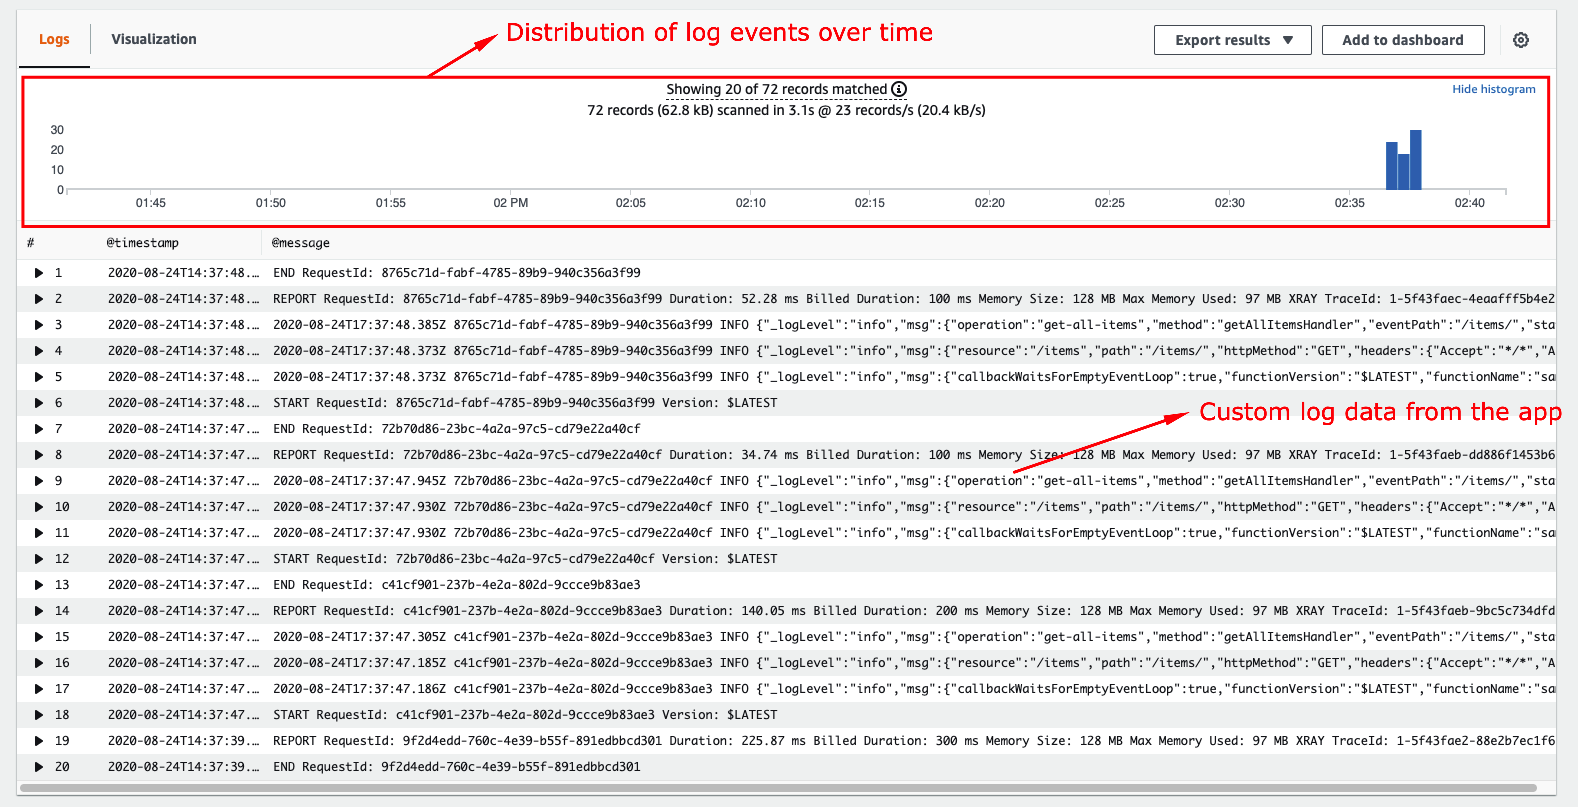 Distribution of log events over time
Logs Visualization Export results ▼ Add to dashboard
Showing 20 of 72 records matched
Hide histogram
72 records (62.8 kB) scanned in 3.1s @ 23 records/s (20.4 kB/s)
30
20
10
0
01:45 01:50 01:55 02 PM 02:05 02:10 02:15 02:20 02:25 02:30 02:35 02:40
# @timestamp @message
1 2020-08-24T14:37:48.… END RequestId: 8765c71d-fabf-4785-89b9-940c356a3f99
2 2020-08-24T14:37:48.… REPORT RequestId: 8765c71d-fabf-4785-89b9-940c356a3f99 Duration: 52.28 ms Billed Duration: 100 ms Memory Size: 128 MB Max Memory Used: 97 MB XRAY TraceId: 1-5f43faec-4eaafff5b4e2
3 2020-08-24T14:37:48.… 2020-08-24T17:37:48.385Z 8765c71d-fabf-4785-89b9-940c356a3f99 INFO {"_logLevel":"info","msg":{"operation":"get-all-items","method":"getAllItemsHandler","eventPath":"/items/","sta
4 2020-08-24T14:37:48.… 2020-08-24T17:37:48.373Z 8765c71d-fabf-4785-89b9-940c356a3f99 INFO {"_logLevel":"info","msg":{"resource":"/items","path":"/items/","httpMethod":"GET","headers":{"Accept":"*/*","A
5 2020-08-24T14:37:48.… 2020-08-24T17:37:48.373Z 8765c71d-fabf-4785-89b9-940c356a3f99 INFO {"_logLevel":"info","msg":{"callbackWaitsForEmptyEventLoop":true,"functionVersion":"$LATEST","functionName":"sa
6 2020-08-24T14:37:48.… START RequestId: 8765c71d-fabf-4785-89b9-940c356a3f99 Version: $LATEST
Custom log data from the app
7 2020-08-24T14:37:47.… END RequestId: 72b70d86-23bc-4a2a-97c5-cd79e22a40cf
8 2020-08-24T14:37:47.… REPORT RequestId: 72b70d86-23bc-4a2a-97c5-cd79e22a40cf Duration: 34.74 ms Billed Duration: 100 ms Memory Size: 128 MB Max Memory Used: 97 MB XRAY TraceId: 1-5f43faeb-dd886f1453b6
9 2020-08-24T14:37:47.… 2020-08-24T17:37:47.945Z 72b70d86-23bc-4a2a-97c5-cd79e22a40cf INFO {"_logLevel":"info","msg":{"operation":"get-all-items","method":"getAllItemsHandler","eventPath":"/items/","sta
10 2020-08-24T14:37:47.… 2020-08-24T17:37:47.930Z 72b70d86-23bc-4a2a-97c5-cd79e22a40cf INFO {"_logLevel":"info","msg":{"resource":"/items","path":"/items/","httpMethod":"GET","headers":{"Accept":"*/*","A
11 2020-08-24T14:37:47.… 2020-08-24T17:37:47.930Z 72b70d86-23bc-4a2a-97c5-cd79e22a40cf INFO {"_logLevel":"info","msg":{"callbackWaitsForEmptyEventLoop":true,"functionVersion":"$LATEST","functionName":"sa
12 2020-08-24T14:37:47.… START RequestId: 72b70d86-23bc-4a2a-97c5-cd79e22a40cf Version: $LATEST
13 2020-08-24T14:37:47.… END RequestId: c41cf901-237b-4e2a-802d-9ccce9b83ae3
14 2020-08-24T14:37:47.… REPORT RequestId: c41cf901-237b-4e2a-802d-9ccce9b83ae3 Duration: 140.05 ms Billed Duration: 200 ms Memory Size: 128 MB Max Memory Used: 97 MB XRAY TraceId: 1-5f43faeb-9bc5c734dfd
15 2020-08-24T14:37:47.… 2020-08-24T17:37:47.305Z c41cf901-237b-4e2a-802d-9ccce9b83ae3 INFO {"_logLevel":"info","msg":{"operation":"get-all-items","method":"getAllItemsHandler","eventPath":"/items/","sta
16 2020-08-24T14:37:47.… 2020-08-24T17:37:47.185Z c41cf901-237b-4e2a-802d-9ccce9b83ae3 INFO {"_logLevel":"info","msg":{"resource":"/items","path":"/items/","httpMethod":"GET","headers":{"Accept":"*/*","A
17 2020-08-24T14:37:47.… 2020-08-24T17:37:47.186Z c41cf901-237b-4e2a-802d-9ccce9b83ae3 INFO {"_logLevel":"info","msg":{"callbackWaitsForEmptyEventLoop":true,"functionVersion":"$LATEST","functionName":"sa
18 2020-08-24T14:37:47.… START RequestId: c41cf901-237b-4e2a-802d-9ccce9b83ae3 Version: $LATEST
19 2020-08-24T14:37:39.… REPORT RequestId: 9f2d4edd-760c-4e39-b55f-891edbbcd301 Duration: 225.87 ms Billed Duration: 300 ms Memory Size: 128 MB Max Memory Used: 97 MB XRAY TraceId: 1-5f43fae2-88e2b7ec1f6
20 2020-08-24T14:37:39.… END RequestId: 9f2d4edd-760c-4e39-b55f-891edbbcd301